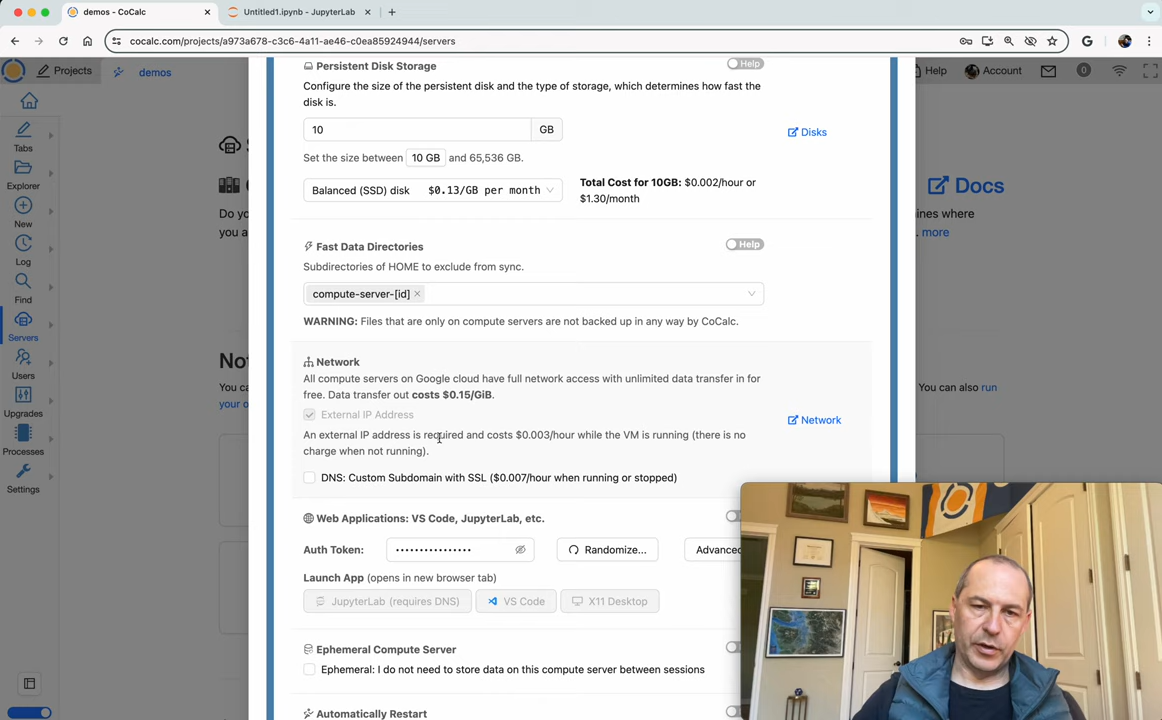 demos - CoCalc
Untitled1.ipynb - JupyterLab
cocalc.com/projects/a973a678-c3c6-4a11-ae46-c0ea85924944/servers
Projects
demos
Help
Account
0
Tabs
Explorer
New
Log
Find
Servers
Users
Upgrades
Processes
Settings
Persistent Disk Storage
Help
Configure the size of the persistent disk and the type of storage, which determines how fast the
disk is.
10
GB
Disks
Set the size between 10 GB and 65,536 GB.
Balanced (SSD) disk $0.13/GB per month
Total Cost for 10GB: $0.002/hour or
$1.30/month
Docs
Do yo
you a
ines where
more
Fast Data Directories
Help
Subdirectories of HOME to exclude from sync.
compute-server-[id]
WARNING: Files that are only on compute servers are not backed up in any way by CoCalc.
Network
All compute servers on Google cloud have full network access with unlimited data transfer in for
free. Data transfer out costs $0.15/GiB.
External IP Address
An external IP address is required and costs $0.003/hour while the VM is running (there is no
charge when not running).
Network
DNS: Custom Subdomain with SSL ($0.007/hour when running or stopped)
No
You c
your o
You can also run
Web Applications: VS Code, JupyterLab, etc.
Auth Token:
••••••••••••••••
Randomize...
Advanced
Launch App (opens in new browser tab)
JupyterLab (requires DNS)
VS Code
X11 Desktop
Ephemeral Compute Server
Ephemeral: I do not need to store data on this compute server between sessions
Automatically Restart